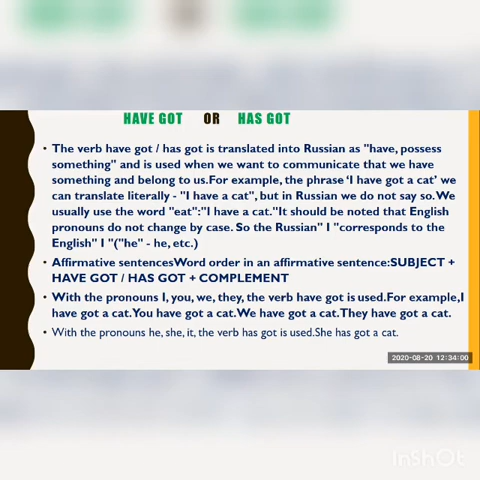 HAVE GOT OR HAS GOT
• The verb have got / has got is translated into Russian as "have, possess
something" and is used when we want to communicate that we have
something and belong to us.For example, the phrase 'I have got a cat' we
can translate literally - "I have a cat", but in Russian we do not say so.We
usually use the word "eat":"I have a cat."It should be noted that English
pronouns do not change by case. So the Russian" I "corresponds to the
English" I "("he" - he, etc.)
• Affirmative sentencesWord order in an affirmative sentence:SUBJECT +
HAVE GOT / HAS GOT + COMPLEMENT
• With the pronouns I, you, we, they, the verb have got is used.For example,I
have got a cat.You have got a cat.We have got a cat.They have got a cat.
• With the pronouns he, she, it, the verb has got is used.She has got a cat.
2020-08-20 12:34:00
InShOt